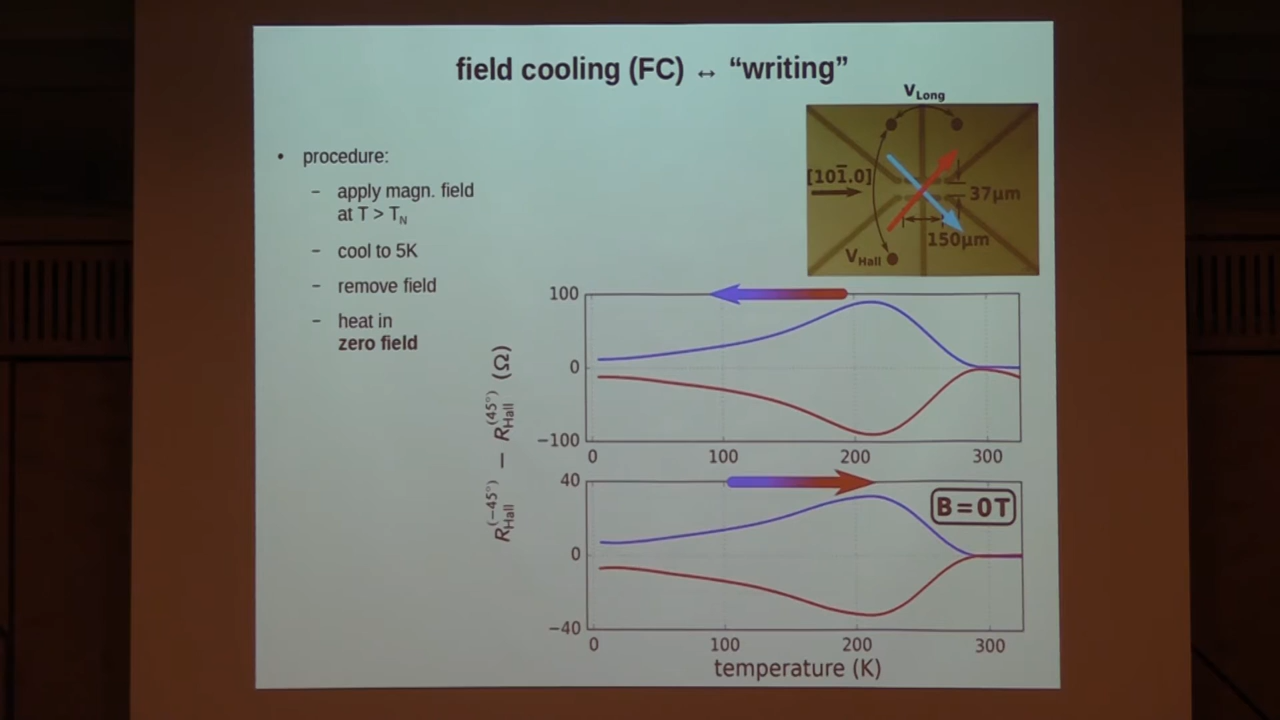 field cooling (FC) ↔ “writing”
• procedure:
– apply magn. field
at T > T_N
– cool to 5K
– remove field
– heat in
zero field
V_Long
[101̅.0]
37µm
150µm
V_Hall
100
0
−100
0 100 200 300
40
0
−40
B = 0 T
0 100 200 300
temperature (K)
R_Hall^(−45°) − R_Hall^(45°) (Ω)